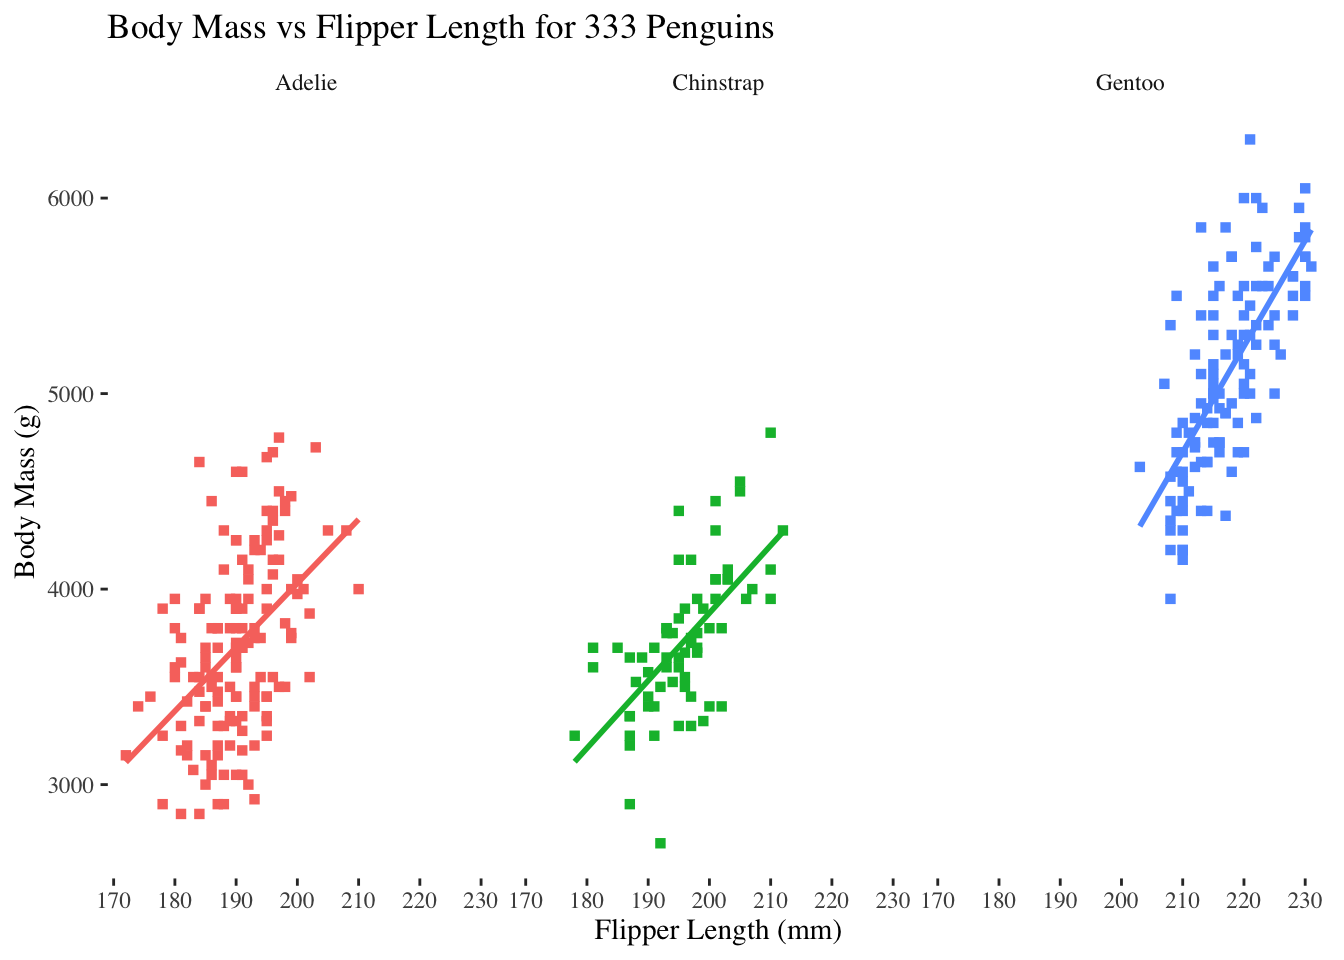 Body Mass vs Flipper Length for 333 Penguins
Adelie Chinstrap Gentoo
6000
5000
4000
3000
Body Mass (g)
170 180 190 200 210 220 230 170 180 190 200 210 220 230 170 180 190 200 210 220 230
Flipper Length (mm)